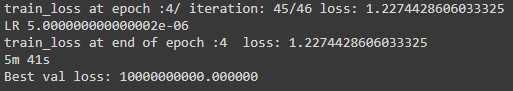 train_loss at epoch :4/ iteration: 45/46 loss: 1.2274428606033325
LR 5.000000000000002e-06
train_loss at end of epoch :4  loss: 1.2274428606033325
5m 41s
Best val loss: 10000000000.000000